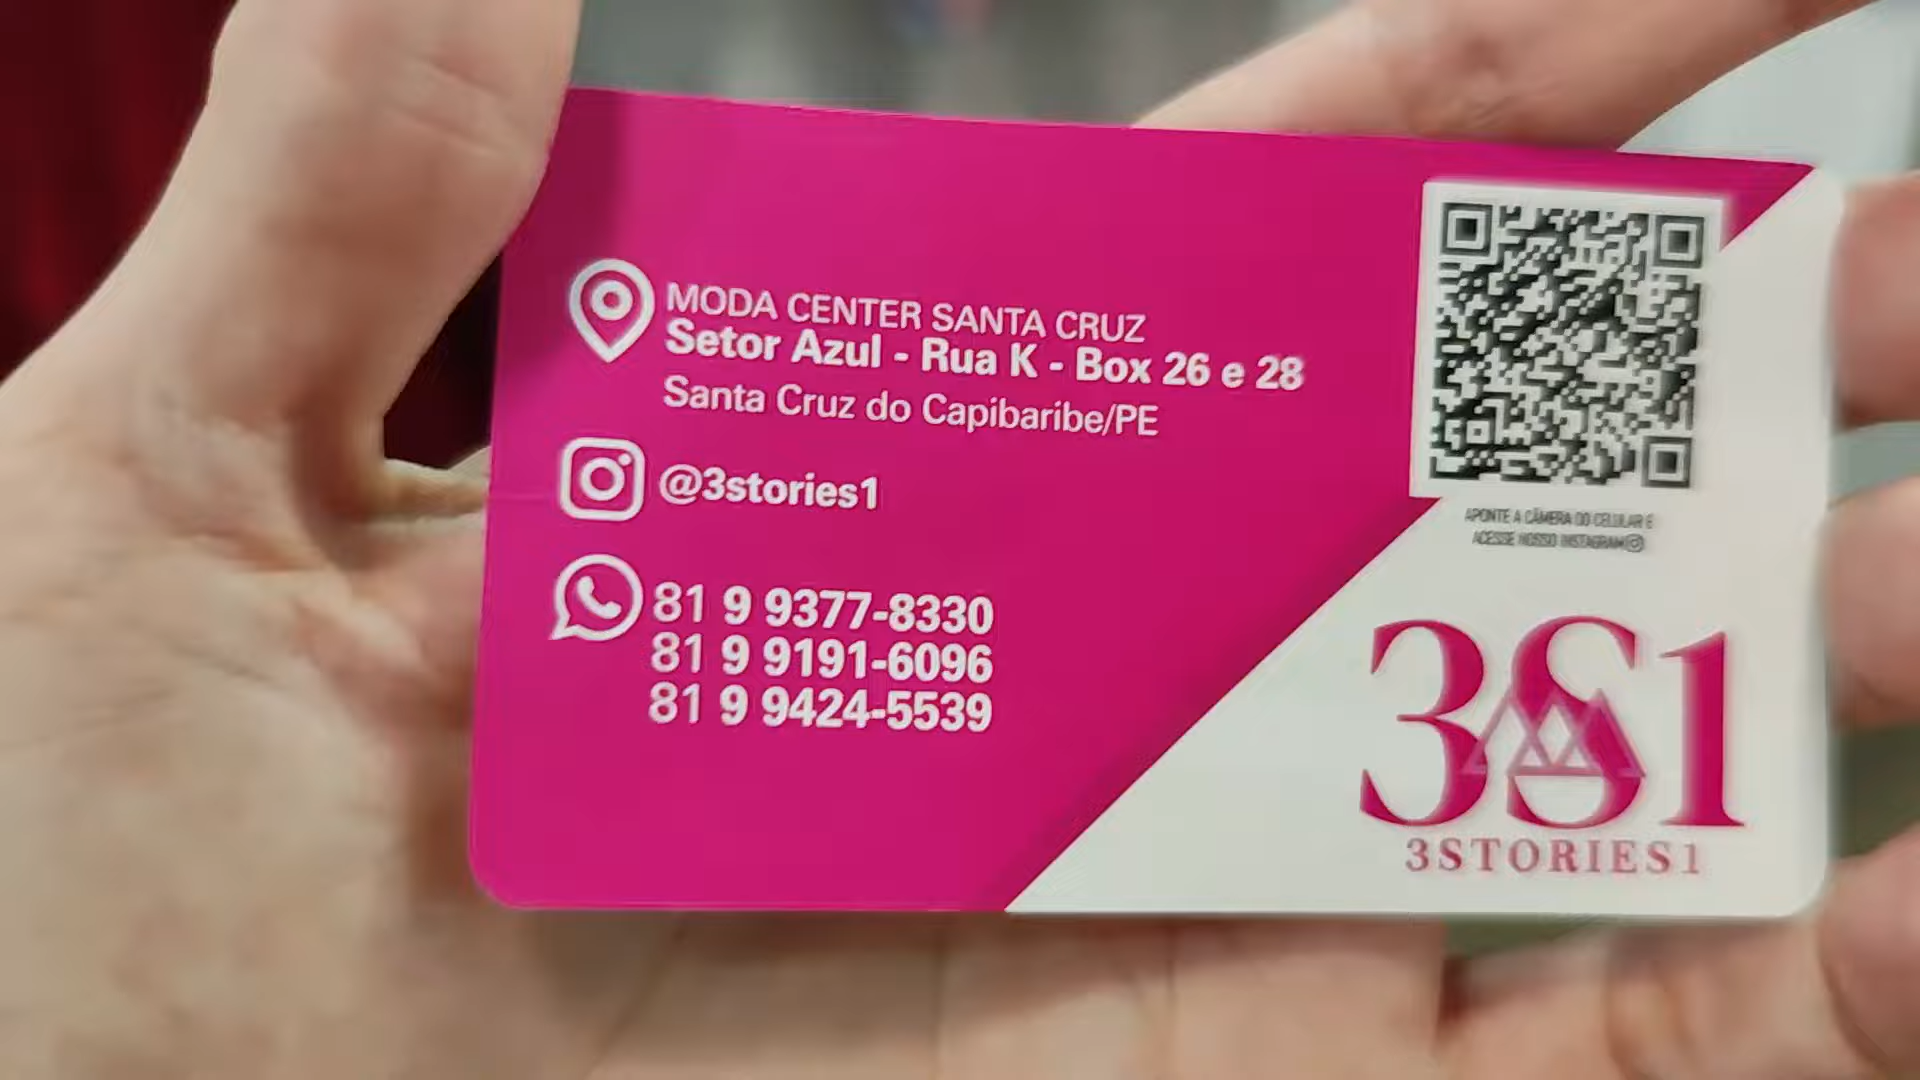 MODA CENTER SANTA CRUZ
Setor Azul - Rua K - Box 26 e 28
Santa Cruz do Capibaribe/PE
@3stories1
81 9 9377-8330
81 9 9191-6096
81 9 9424-5539
APONTE A CÂMERA DO CELULAR E
ACESSE NOSSO INSTAGRAM
3S1
3STORIES1